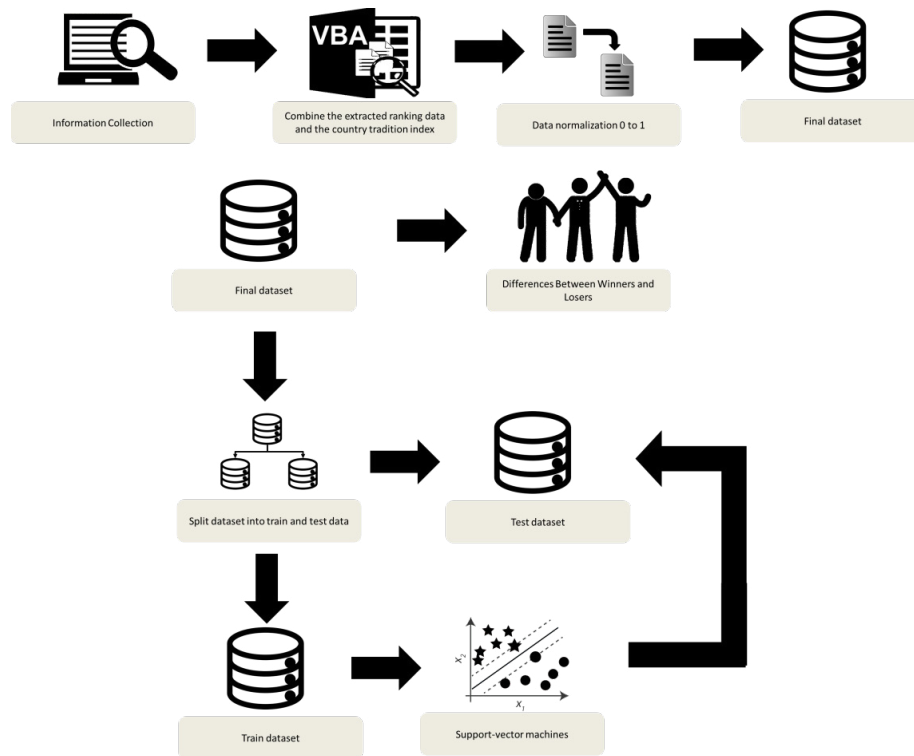 VBA
Information Collection
Combine the extracted ranking data
and the country tradition index
Data normalization 0 to 1
Final dataset
Final dataset
Differences Between Winners and
Losers
Split dataset into train and test data
Test dataset
X2
X1
Train dataset
Support-vector machines